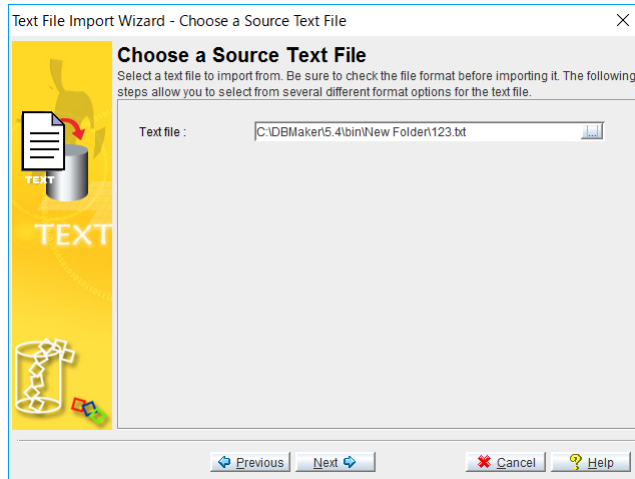 Text File Import Wizard - Choose a Source Text File
Choose a Source Text File
Select a text file to import from. Be sure to check the file format before importing it. The following
steps allow you to select from several different format options for the text file.
Text file :
C:\DBMaker\5.4\bin\New Folder\123.txt
...
TEXT
TEXT
Previous
Next
Cancel
Help